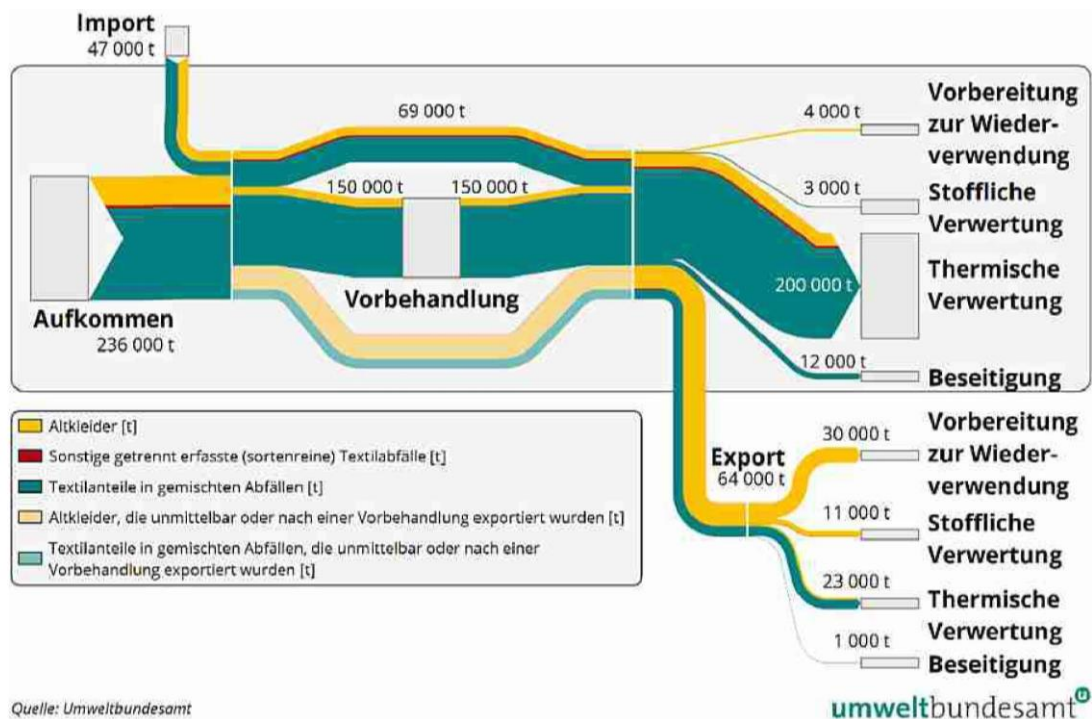 Import
47 000 t
69 000 t
150 000 t
150 000 t
Vorbehandlung
Aufkommen
236 000 t
4 000 t
Vorbereitung
zur Wieder-
verwendung
3 000 t
Stoffliche
Verwertung
200 000 t
Thermische
Verwertung
12 000 t
Beseitigung
Altkleider [t]
Sonstige getrennt erfasste (sortenreine) Textilabfälle [t]
Textilanteile in gemischten Abfällen [t]
Altkleider, die unmittelbar oder nach einer Vorbehandlung exportiert wurden [t]
Textilanteile in gemischten Abfällen, die unmittelbar oder nach einer
Vorbehandlung exportiert wurden [t]
Export
64 000 t
30 000 t
Vorbereitung
zur Wieder-
verwendung
11 000 t
Stoffliche
Verwertung
23 000 t
Thermische
Verwertung
1 000 t
Beseitigung
Quelle: Umweltbundesamt
umweltbundesamt u